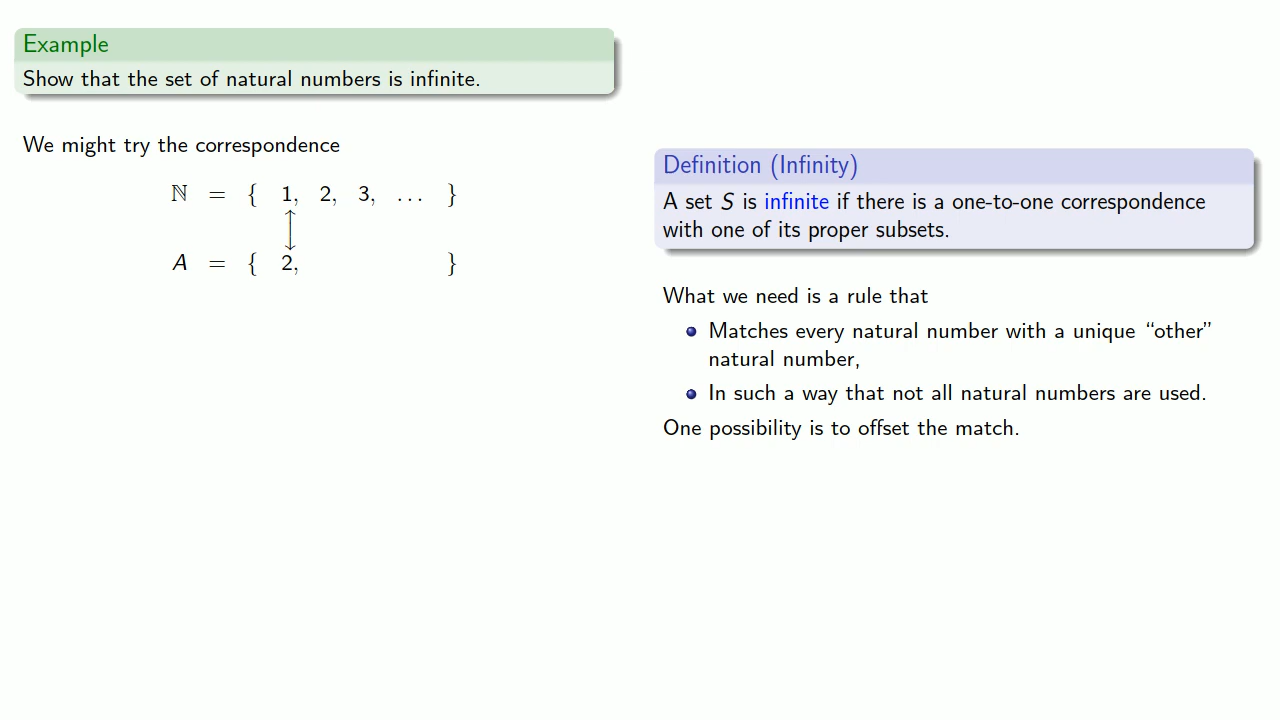 Example
Show that the set of natural numbers is infinite.
We might try the correspondence
ℕ = { 1, 2, 3, … }
↕
A = { 2, }
Definition (Infinity)
A set S is infinite if there is a one-to-one correspondence
with one of its proper subsets.
What we need is a rule that
• Matches every natural number with a unique “other”
natural number,
• In such a way that not all natural numbers are used.
One possibility is to offset the match.